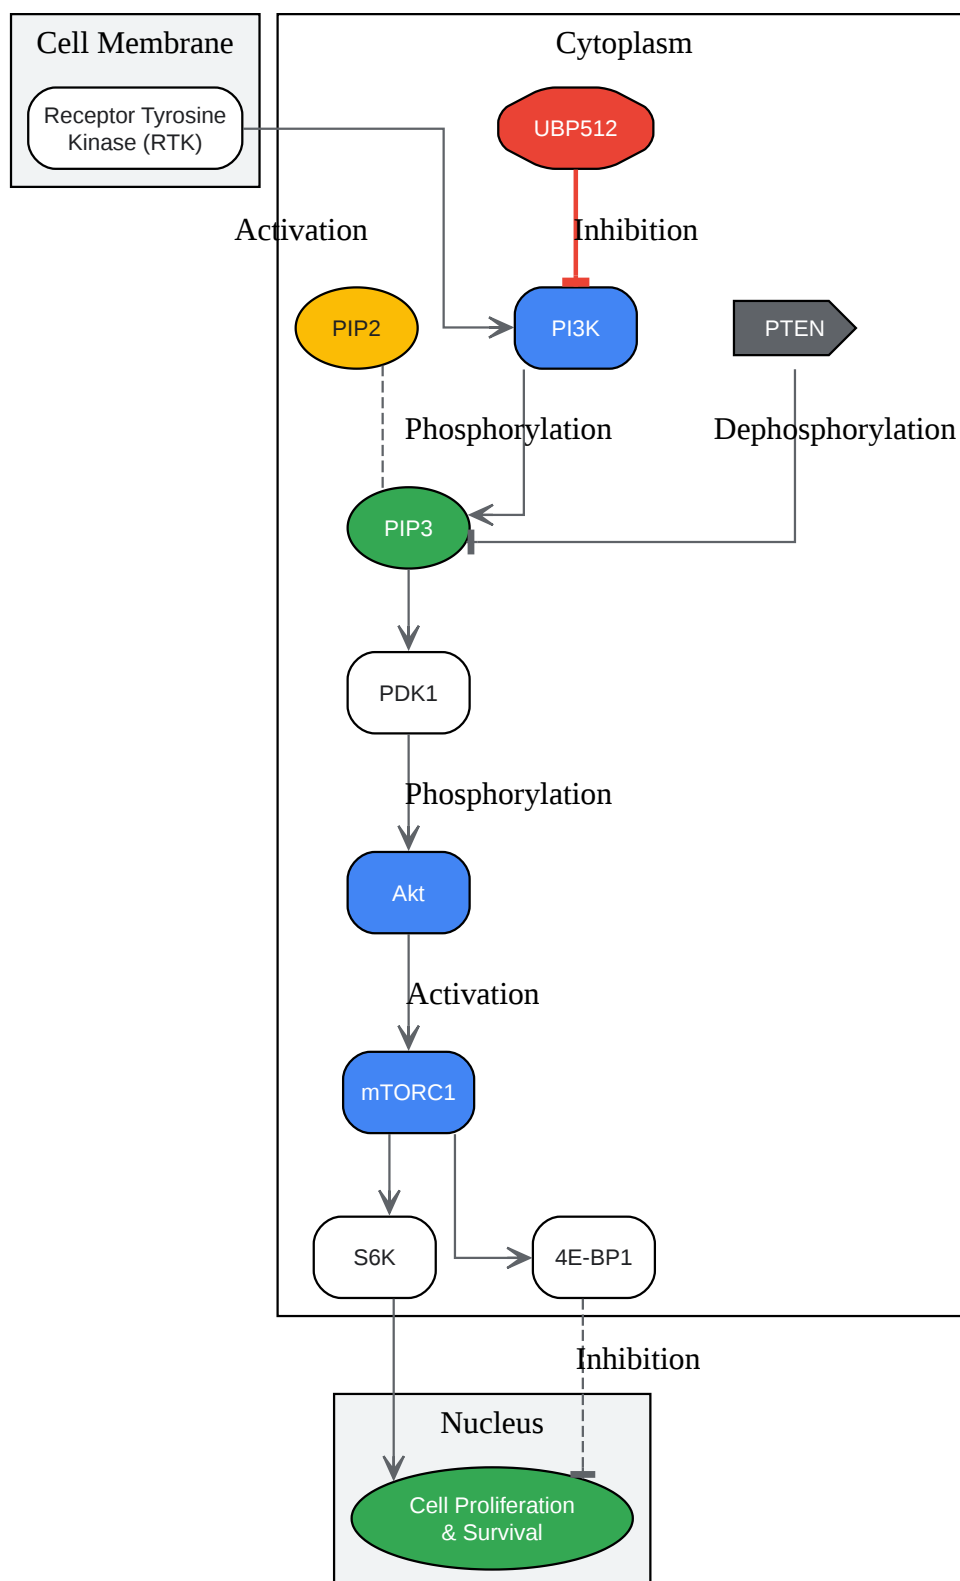 Cell Membrane
Cytoplasm
Receptor Tyrosine
Kinase (RTK)
UBP512
Activation
Inhibition
PIP2
PI3K
PTEN
Phosphorylation
Dephosphorylation
PIP3
PDK1
Phosphorylation
Akt
Activation
mTORC1
S6K
4E-BP1
Inhibition
Nucleus
Cell Proliferation
& Survival